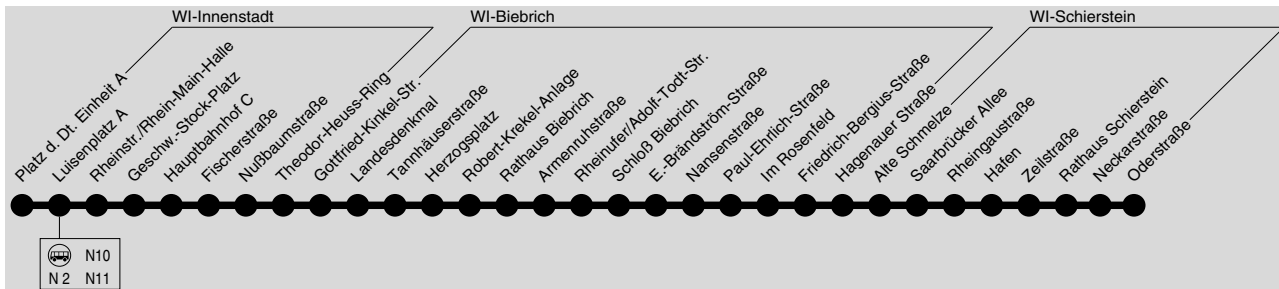 WI-Innenstadt
WI-Biebrich
WI-Schierstein
Platz d. Dt. Einheit A
Luisenplatz A
Rheinstr./Rhein-Main-Halle
Geschw.-Stock-Platz
Hauptbahnhof C
Fischerstraße
Nußbaumstraße
Theodor-Heuss-Ring
Gottfried-Kinkel-Str.
Landesdenkmal
Tannhäuserstraße
Herzogsplatz
Robert-Krekel-Anlage
Rathaus Biebrich
Armenruhstraße
Rheinufer/Adolf-Todt-Str.
Schloß Biebrich
E.-Brändström-Straße
Nansenstraße
Paul-Ehrlich-Straße
Im Rosenfeld
Friedrich-Bergius-Straße
Hagenauer Straße
Alte Schmelze
Saarbrücker Allee
Rheingaustraße
Hafen
Zeilstraße
Rathaus Schierstein
Neckarstraße
Oderstraße
N10
N 2 N11